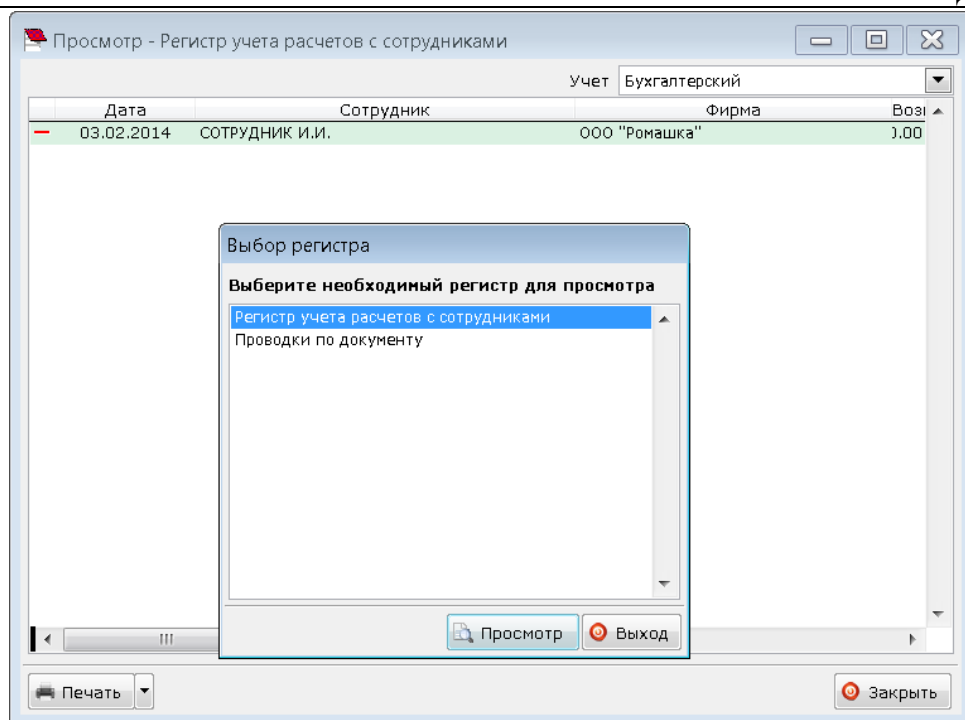 Просмотр - Регистр учета расчетов с сотрудниками
Учет Бухгалтерский
Дата Сотрудник Фирма
03.02.2014 СОТРУДНИК И.И. ООО "Ромашка"
Выбор регистра
Выберите необходимый регистр для просмотра
Регистр учета расчетов с сотрудниками
Проводки по документу
Просмотр Выход
Печать Закрыть